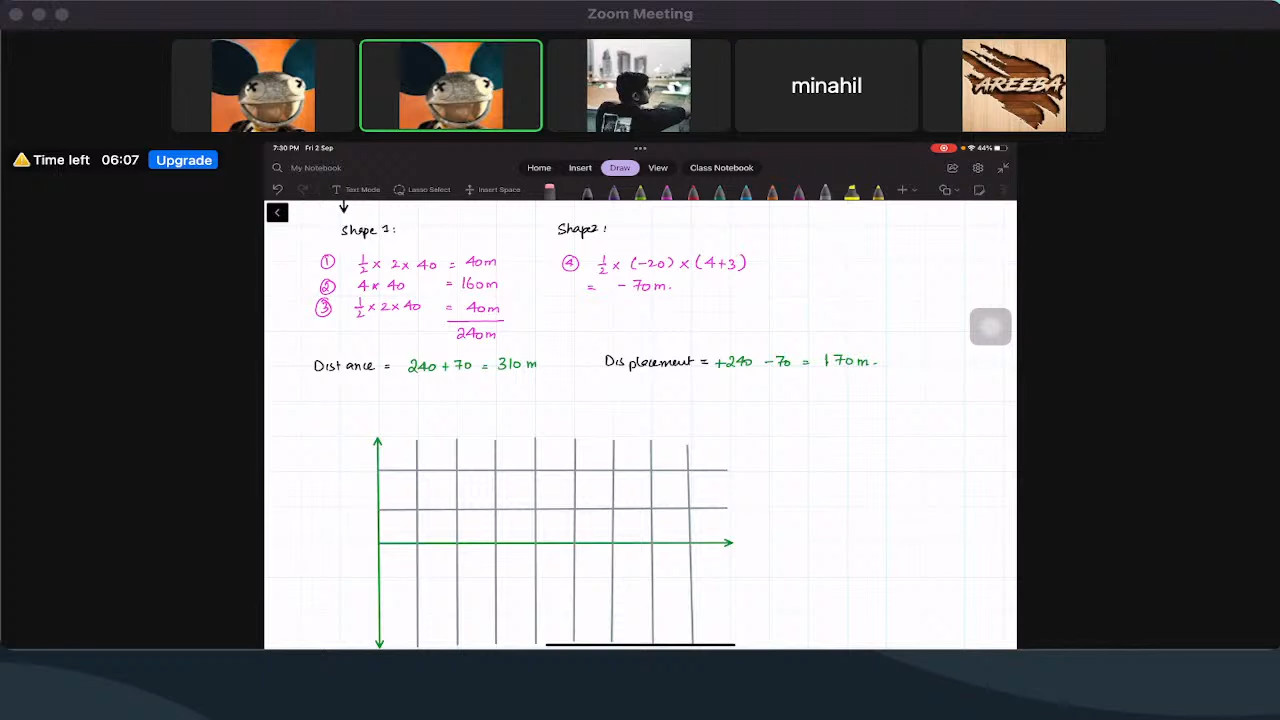 Zoom Meeting
minahil
AREEBA
Time left 06:07 Upgrade
7:30 PM Fri 2 Sep
44%
My Notebook
Home Insert Draw View Class Notebook
Text Mode Lasso Select Insert Space
Shape 1:
Shape2:
① 1/2 × 2 × 40 = 40m
② 4 × 40 = 160m
③ 1/2 × 2 × 40 = 40m
240m
④ 1/2 × (-20) × (4+3)
= -70m.
Distance = 240 + 70 = 310 m
Displacement = +240 -70 = 170m.